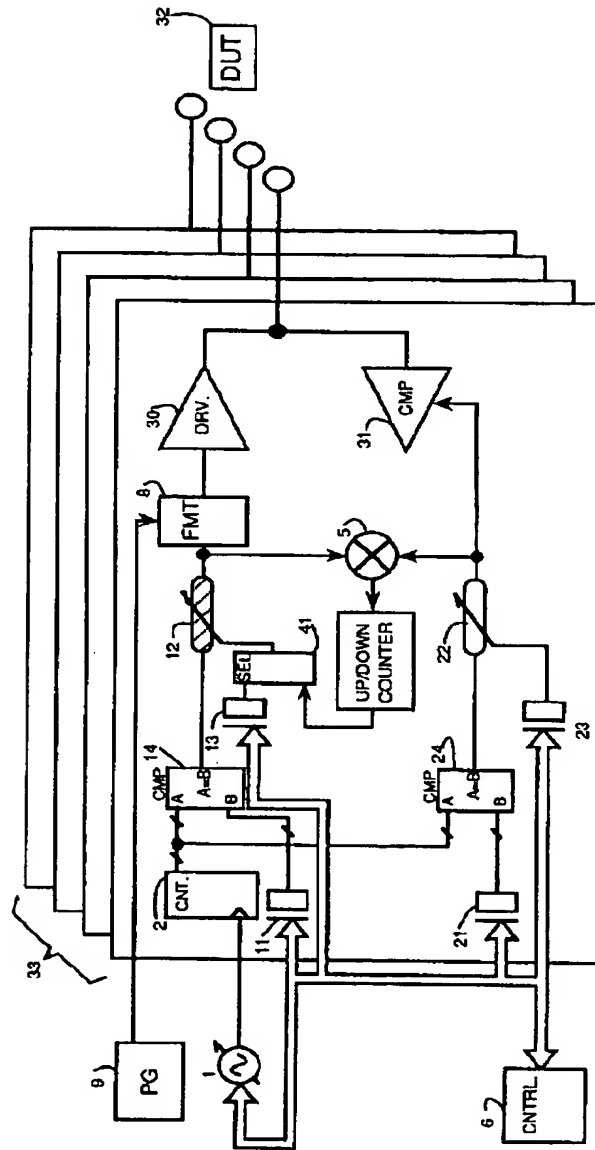 33
32
9
PG
DUT
30
DRV.
8
FMT
12
5
31
CMP
SEL
41
UP/DOWN
COUNTER
22
13
14
CMP
A
A=B
B
24
CMP
A
A=B
B
23
2
CNT.
11
21
1
6
CNTRL.